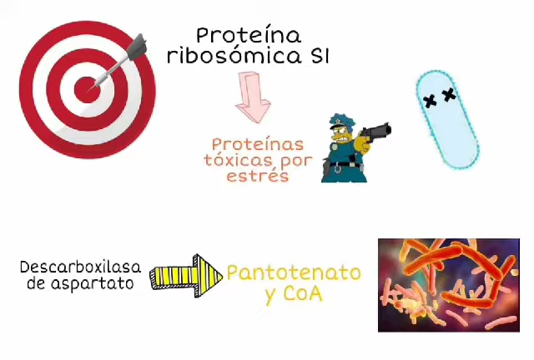 Proteína
ribosómica SI
Proteínas
tóxicas por
estrés
Descarboxilasa
de aspartato
Pantotenato
y CoA